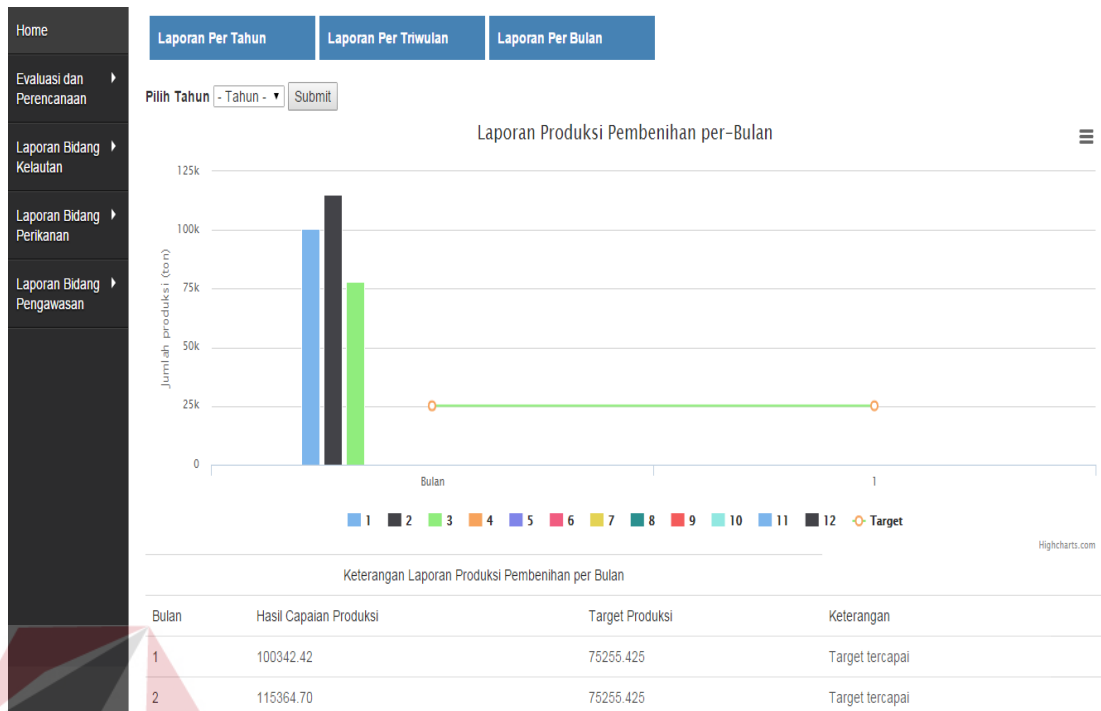 Home
Evaluasi dan
Perencanaan
Laporan Bidang
Kelautan
Laporan Bidang
Perikanan
Laporan Bidang
Pengawasan
Laporan Per Tahun Laporan Per Triwulan Laporan Per Bulan
Pilih Tahun - Tahun - Submit
Laporan Produksi Pembenihan per-Bulan
Jumlah produksi (ton)
125k
100k
75k
50k
25k
0
Bulan 1
1 2 3 4 5 6 7 8 9 10 11 12 Target
Highcharts.com
Keterangan Laporan Produksi Pembenihan per Bulan
Bulan Hasil Capaian Produksi Target Produksi Keterangan
1 100342.42 75255.425 Target tercapai
2 115364.70 75255.425 Target tercapai